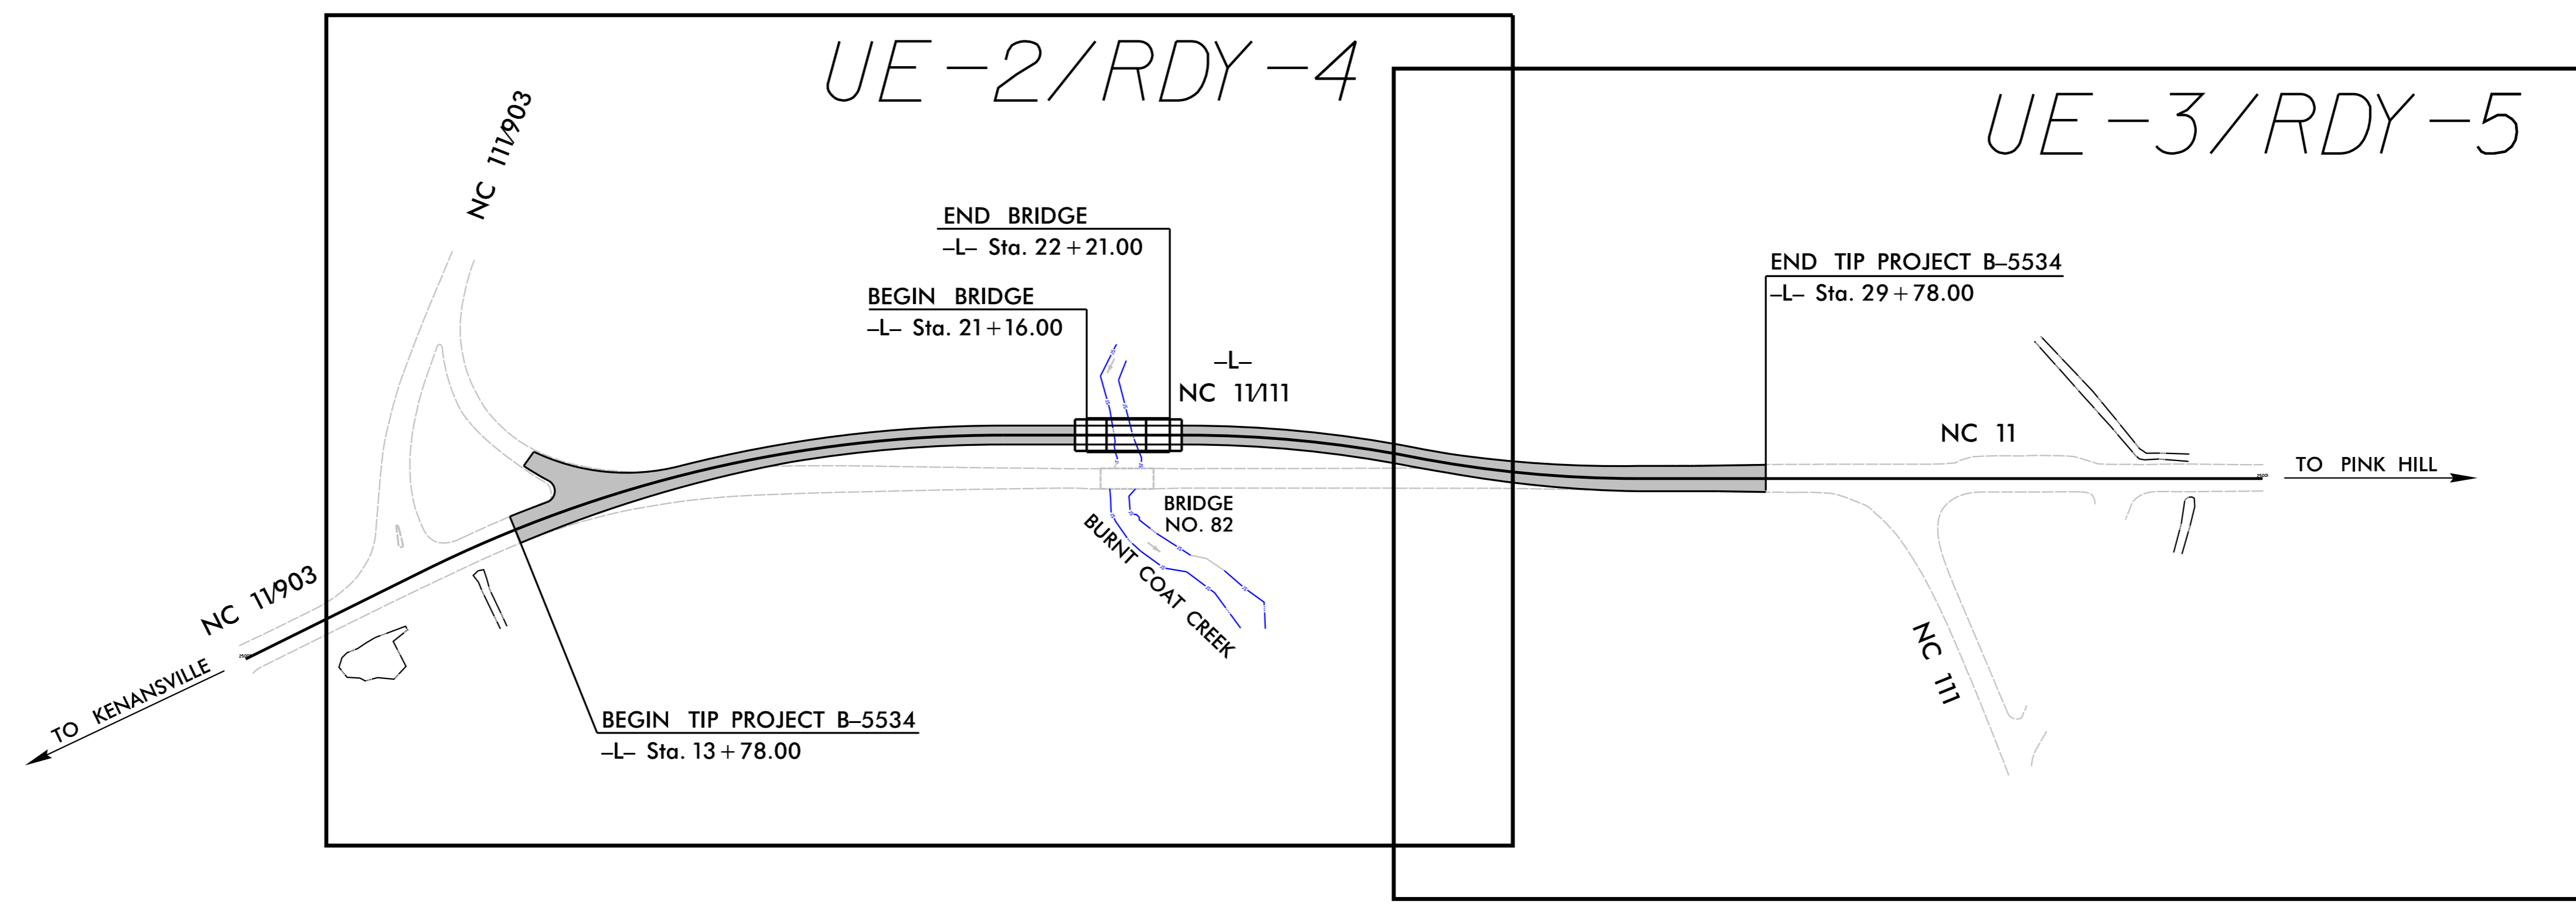 UE-2/RDY-4
UE-3/RDY-5
NC 111/903
END BRIDGE
–L– Sta. 22+21.00
BEGIN BRIDGE
–L– Sta. 21+16.00
–L–
NC 11/111
END TIP PROJECT B–5534
–L– Sta. 29+78.00
NC 11
TO PINK HILL
BRIDGE
NO. 82
BURNT COAT CREEK
NC 11/903
TO KENANSVILLE
NC 111
BEGIN TIP PROJECT B–5534
–L– Sta. 13+78.00